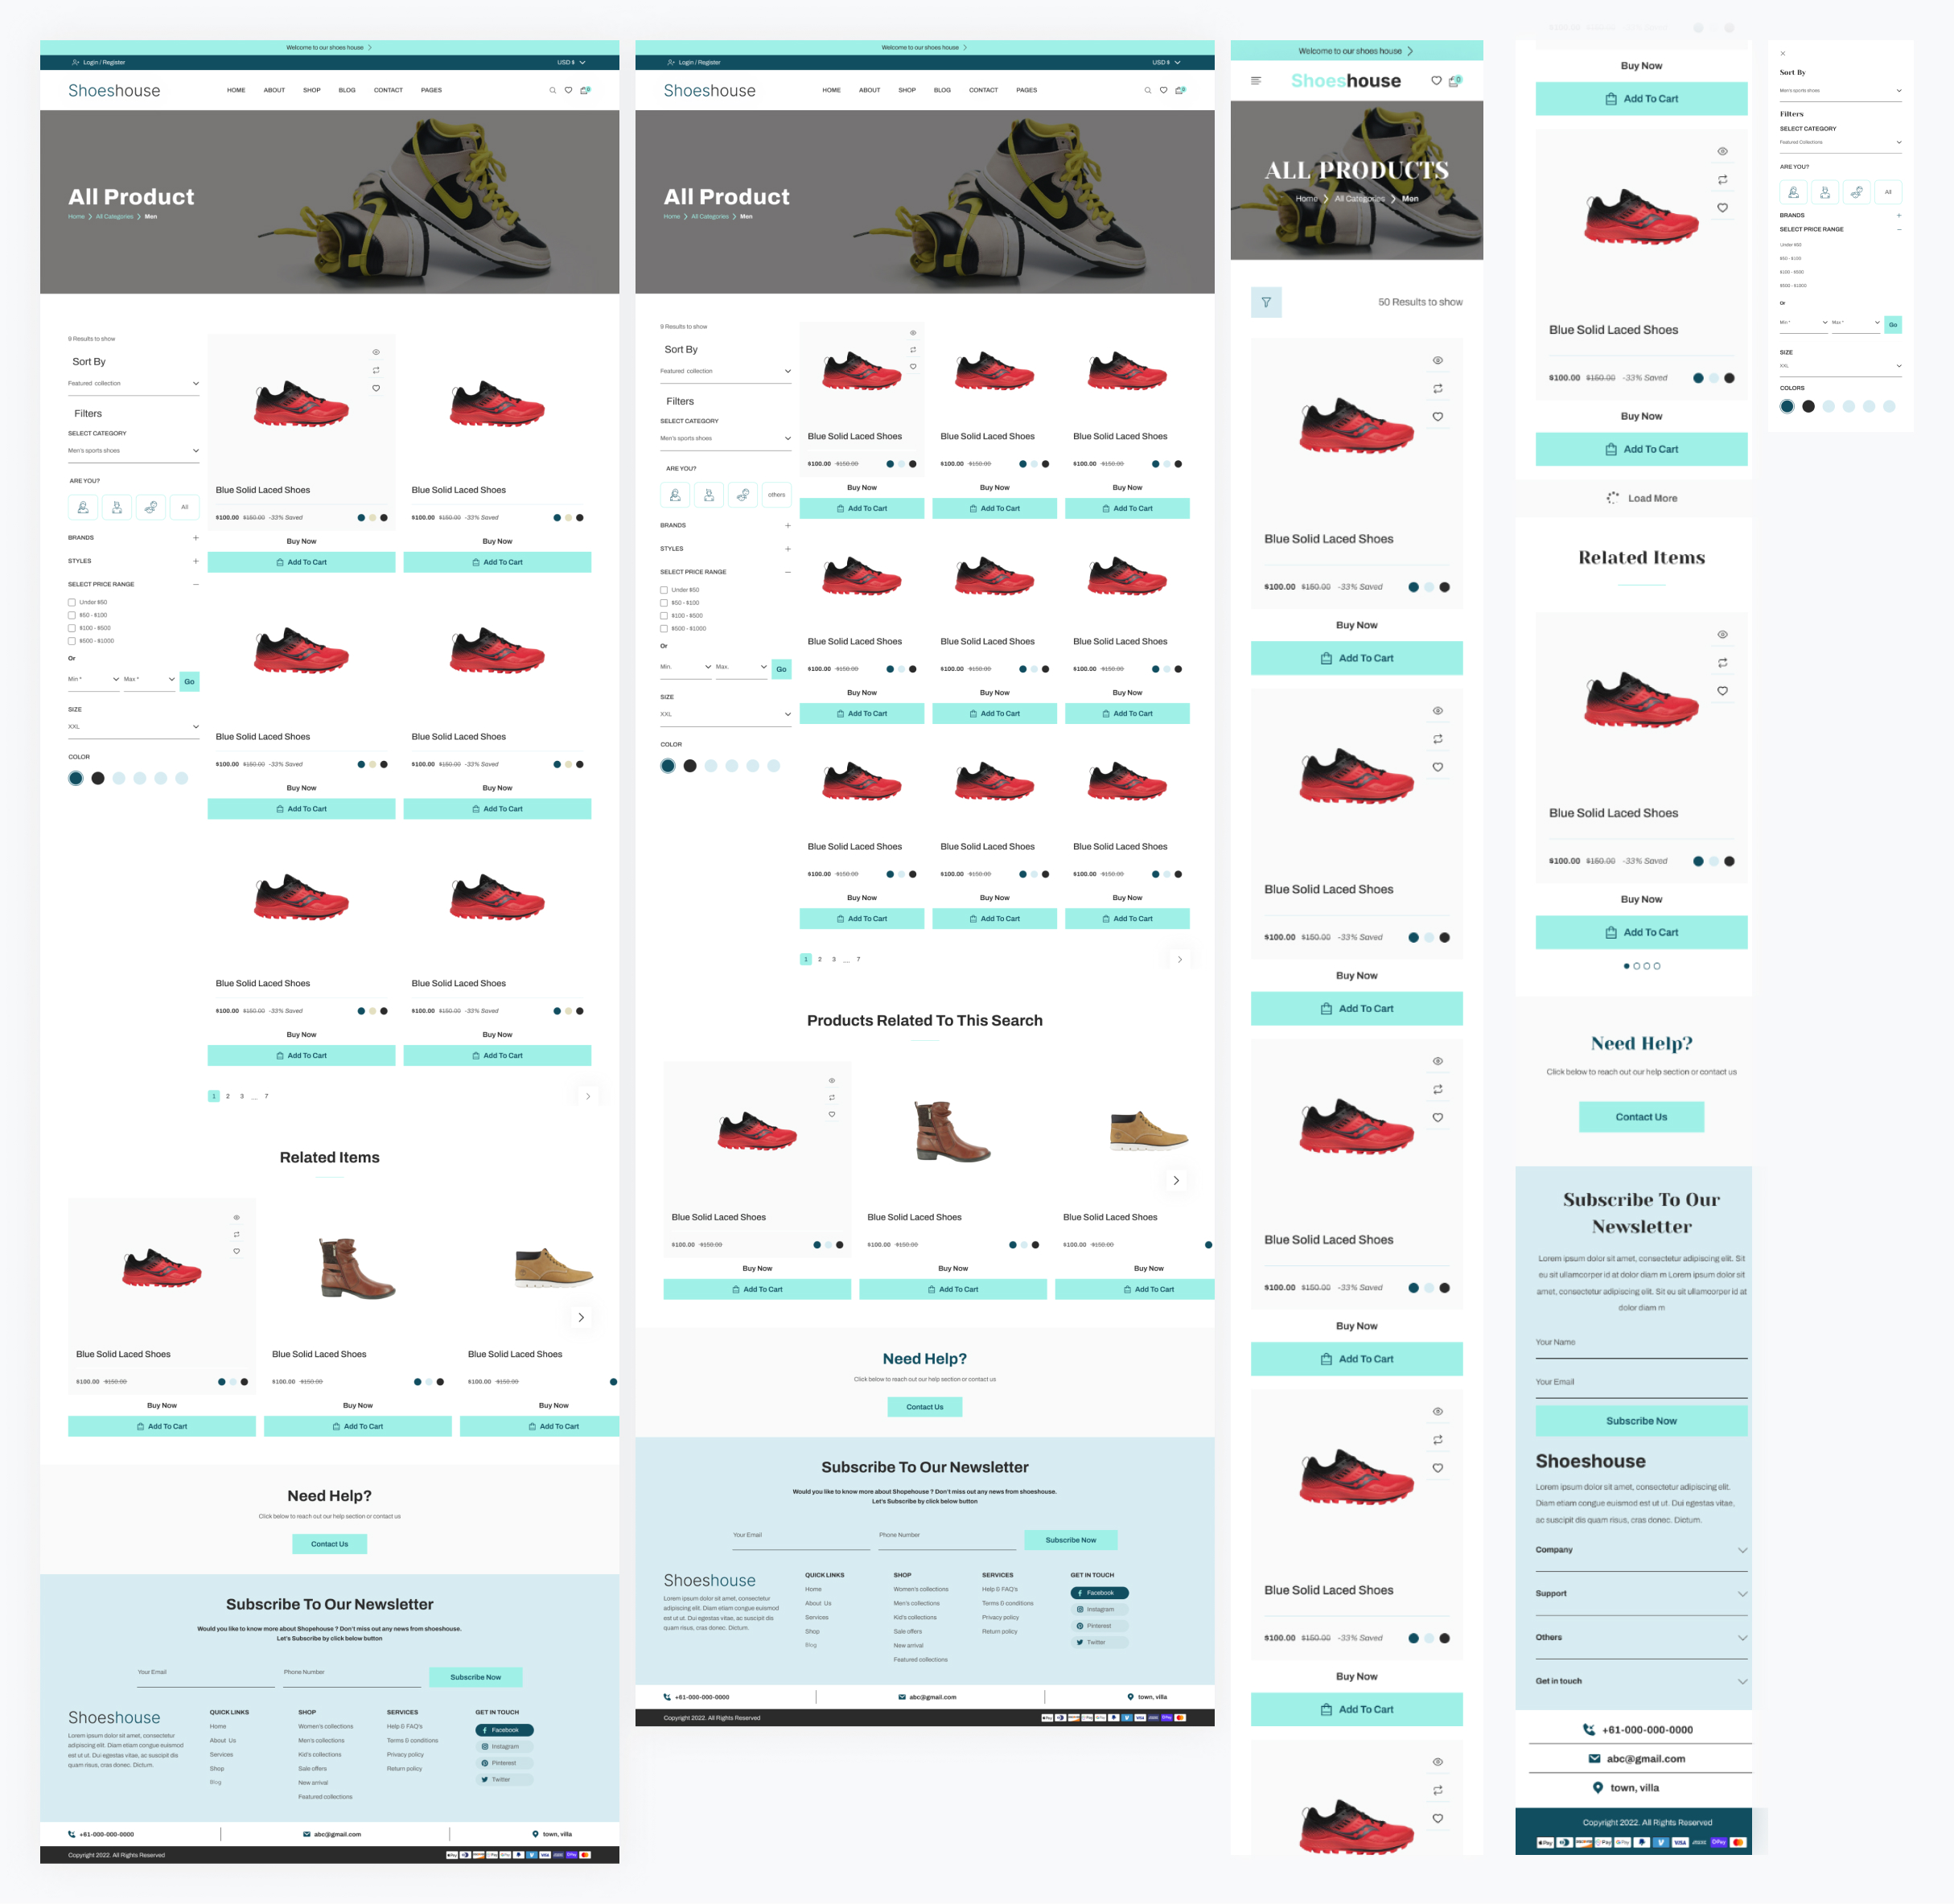 Welcome to our shoes house
Login / Register
USD $
Shoeshouse
HOME ABOUT SHOP BLOG CONTACT PAGES
All Product
Home All Categories Men
9 Results to show
Sort By
Featured collection
Filters
SELECT CATEGORY
Men's sports shoes
ARE YOU?
All
BRANDS
STYLES
SELECT PRICE RANGE
Under $50
$50 - $100
$100 - $500
$500 - $1000
Or
Min * Max * Go
SIZE
XXL
COLOR
Blue Solid Laced Shoes Blue Solid Laced Shoes
$100.00 $150.00 -33% Saved $100.00 $150.00 -33% Saved
Buy Now Buy Now
Add To Cart Add To Cart
Blue Solid Laced Shoes Blue Solid Laced Shoes
$100.00 $150.00 -33% Saved $100.00 $150.00 -33% Saved
Buy Now Buy Now
Add To Cart Add To Cart
Blue Solid Laced Shoes Blue Solid Laced Shoes
$100.00 $150.00 -33% Saved $100.00 $150.00 -33% Saved
Buy Now Buy Now
Add To Cart Add To Cart
1 2 3 ... 7
Related Items
Blue Solid Laced Shoes Blue Solid Laced Shoes Blue Solid Laced Shoes
$100.00 $150.00 $100.00 $150.00 $100.00 $150.00
Buy Now Buy Now Buy Now
Add To Cart Add To Cart Add To Cart
Need Help?
Click below to reach out our help section or contact us
Contact Us
Subscribe To Our Newsletter
Would you like to know more about Shopehouse ? Don't miss out any news from shoeshouse.
Let's Subscribe by click below button
Your Email Phone Number Subscribe Now
Shoeshouse
Lorem ipsum dolor sit amet, consectetur
adipiscing elit. Diam etiam congue euismod
est ut ut. Dui egestas vitae, ac suscipit dis
quam risus, cras donec. Dictum.
QUICK LINKS
Home
About Us
Services
Shop
Blog
SHOP
Women's collections
Men's collections
Kid's collections
Sale offers
New arrival
Featured collections
SERVICES
Help & FAQ's
Terms & conditions
Privacy policy
Return policy
GET IN TOUCH
Facebook
Instagram
Pinterest
Twitter
+61-000-000-0000 abc@gmail.com town, villa
Copyright 2022. All Rights Reserved
Welcome to our shoes house
Login / Register
USD $
Shoeshouse
HOME ABOUT SHOP BLOG CONTACT PAGES
All Product
Home All Categories Men
9 Results to show
Sort By
Featured collection
Filters
SELECT CATEGORY
Men's sports shoes
ARE YOU?
others
BRANDS
STYLES
SELECT PRICE RANGE
Under $50
$50 - $100
$100 - $500
$500 - $1000
Or
Min. Max. Go
SIZE
XXL
COLOR
Blue Solid Laced Shoes Blue Solid Laced Shoes Blue Solid Laced Shoes
$100.00 $150.00 $100.00 $150.00 $100.00 $150.00
Buy Now Buy Now Buy Now
Add To Cart Add To Cart Add To Cart
Blue Solid Laced Shoes Blue Solid Laced Shoes Blue Solid Laced Shoes
$100.00 $150.00 $100.00 $150.00 $100.00 $150.00
Buy Now Buy Now Buy Now
Add To Cart Add To Cart Add To Cart
Blue Solid Laced Shoes Blue Solid Laced Shoes Blue Solid Laced Shoes
$100.00 $150.00 $100.00 $150.00 $100.00 $150.00
Buy Now Buy Now Buy Now
Add To Cart Add To Cart Add To Cart
1 2 3 ... 7
Products Related To This Search
Blue Solid Laced Shoes Blue Solid Laced Shoes Blue Solid Laced Shoes
$100.00 $150.00 $100.00 $150.00 $100.00 $150.00
Buy Now Buy Now Buy Now
Add To Cart Add To Cart Add To Cart
Need Help?
Click below to reach out our help section or contact us
Contact Us
Subscribe To Our Newsletter
Would you like to know more about Shopehouse ? Don't miss out any news from shoeshouse.
Let's Subscribe by click below button
Your Email Phone Number Subscribe Now
Shoeshouse
Lorem ipsum dolor sit amet, consectetur
adipiscing elit. Diam etiam congue euismod
est ut ut. Dui egestas vitae, ac suscipit dis
quam risus, cras donec. Dictum.
QUICK LINKS
Home
About Us
Services
Shop
Blog
SHOP
Women's collections
Men's collections
Kid's collections
Sale offers
New arrival
Featured collections
SERVICES
Help & FAQ's
Terms & conditions
Privacy policy
Return policy
GET IN TOUCH
Facebook
Instagram
Pinterest
Twitter
+61-000-000-0000 abc@gmail.com town, villa
Copyright 2022. All Rights Reserved
Welcome to our shoes house
Shoeshouse
0
ALL PRODUCTS
Home All Categories Men
50 Results to show
Blue Solid Laced Shoes
$100.00 $150.00 -33% Saved
Buy Now
Add To Cart
Blue Solid Laced Shoes
$100.00 $150.00 -33% Saved
Buy Now
Add To Cart
Blue Solid Laced Shoes
$100.00 $150.00 -33% Saved
Buy Now
Add To Cart
Blue Solid Laced Shoes
$100.00 $150.00 -33% Saved
Buy Now
Add To Cart
Buy Now
Add To Cart
Blue Solid Laced Shoes
$100.00 $150.00 -33% Saved
Buy Now
Add To Cart
Load More
Related Items
Blue Solid Laced Shoes
$100.00 $150.00 -33% Saved
Buy Now
Add To Cart
Need Help?
Click below to reach out our help section or contact us
Contact Us
Subscribe To Our
Newsletter
Lorem ipsum dolor sit amet, consectetur adipiscing elit. Sit
eu sit ullamcorper id at dolor diam m Lorem ipsum dolor sit
amet, consectetur adipiscing elit. Sit eu sit ullamcorper id at
dolor diam m
Your Name
Your Email
Subscribe Now
Shoeshouse
Lorem ipsum dolor sit amet, consectetur adipiscing elit.
Diam etiam congue euismod est ut ut. Dui egestas vitae,
ac suscipit dis quam risus, cras donec. Dictum.
Company
Support
Others
Get in touch
+61-000-000-0000
abc@gmail.com
town, villa
Copyright 2022. All Rights Reserved
Sort By
Men's sports shoes
Filters
SELECT CATEGORY
Featured Collections
ARE YOU?
All
BRANDS
SELECT PRICE RANGE
Under $50
$50 - $100
$100 - $500
$500 - $1000
Or
Min * Max * Go
SIZE
XXL
COLORS